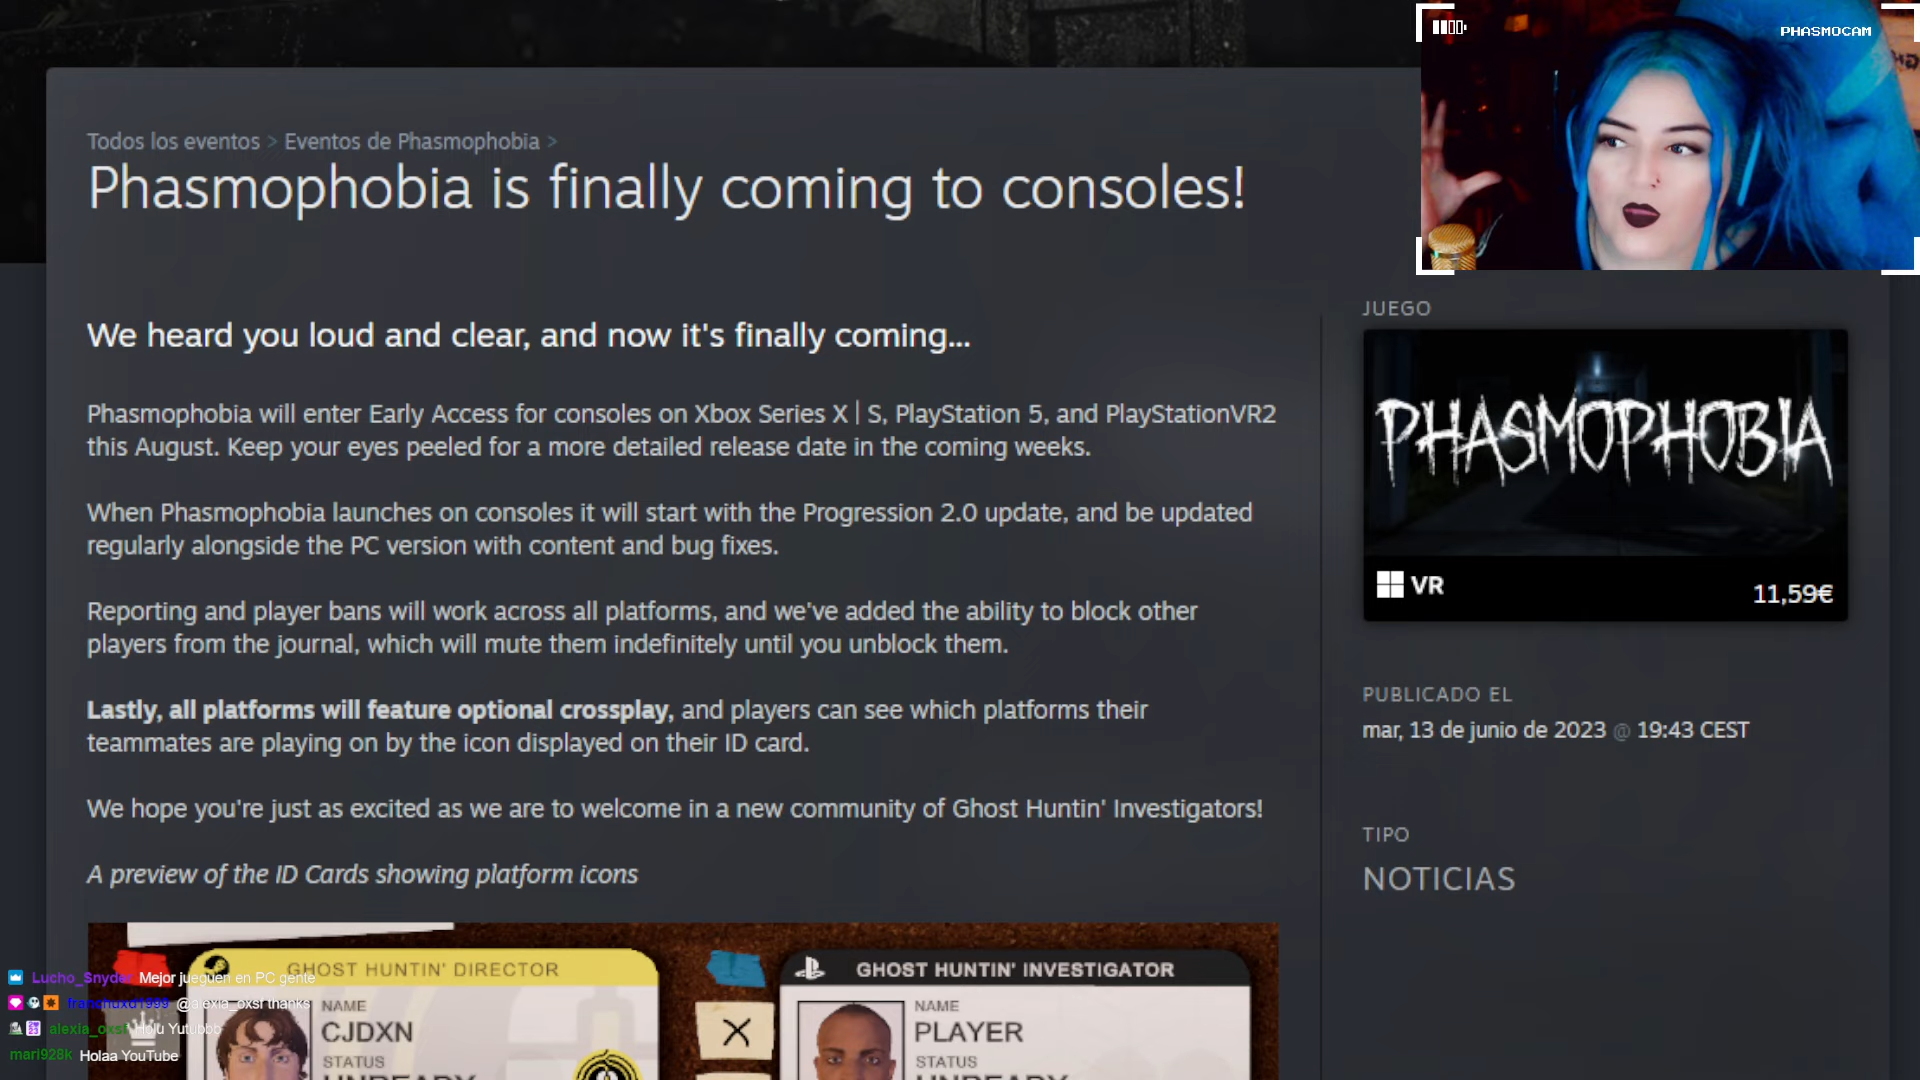 PHASMOCAM
Todos los eventos > Eventos de Phasmophobia >
Phasmophobia is finally coming to consoles!
We heard you loud and clear, and now it's finally coming...
Phasmophobia will enter Early Access for consoles on Xbox Series X | S, PlayStation 5, and PlayStationVR2
this August. Keep your eyes peeled for a more detailed release date in the coming weeks.
When Phasmophobia launches on consoles it will start with the Progression 2.0 update, and be updated
regularly alongside the PC version with content and bug fixes.
Reporting and player bans will work across all platforms, and we've added the ability to block other
players from the journal, which will mute them indefinitely until you unblock them.
Lastly, all platforms will feature optional crossplay, and players can see which platforms their
teammates are playing on by the icon displayed on their ID card.
We hope you're just as excited as we are to welcome in a new community of Ghost Huntin' Investigators!
A preview of the ID Cards showing platform icons
JUEGO
PHASMOPHOBIA
VR
11,59€
PUBLICADO EL
mar, 13 de junio de 2023 @ 19:43 CEST
TIPO
NOTICIAS
GHOST HUNTIN' DIRECTOR
NAME
CJDXN
STATUS
UNREADY
X
GHOST HUNTIN' INVESTIGATOR
NAME
PLAYER
STATUS
UNREADY
Lucho_Snyder Mejor jueguen en PC gente
@alexia_oxsf thanks
alexia_oxsf Holu Yutubbb
mari928k Holaa YouTube